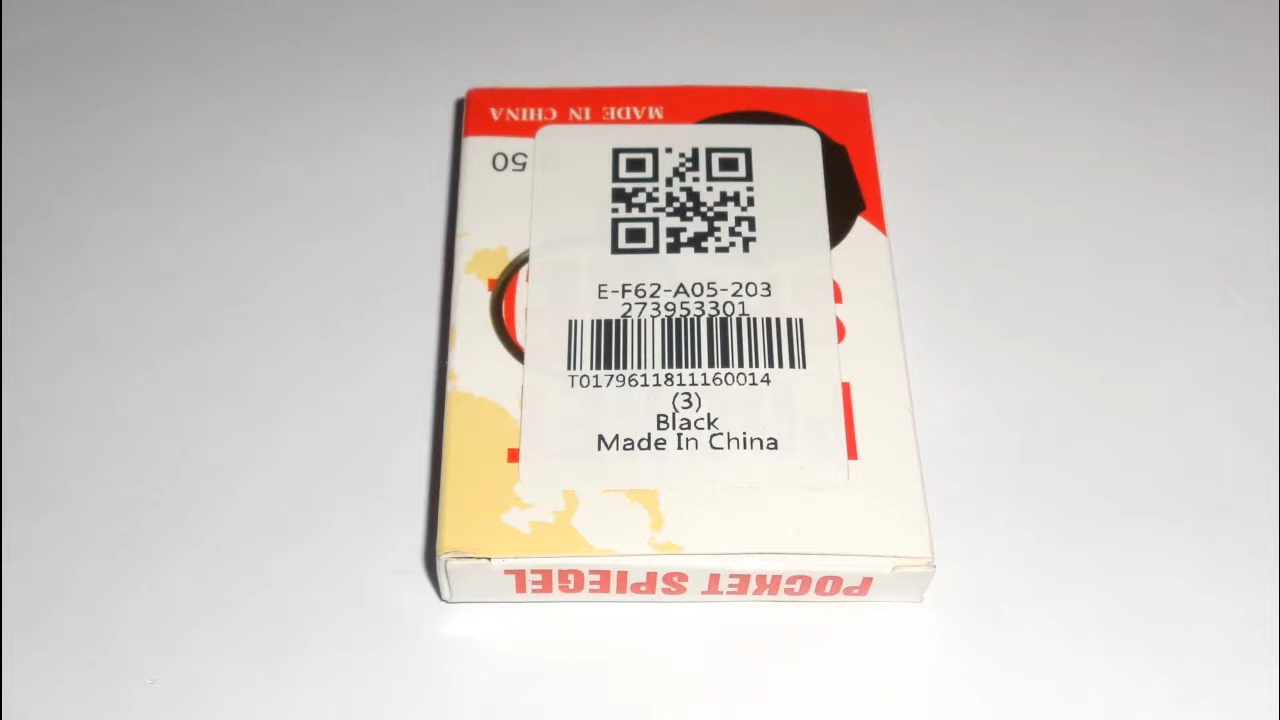 MADE IN CHINA
50
E-F62-A05-203
273953301
T0179611811160014
(3)
Black
Made In China
POCKET SPIEGEL